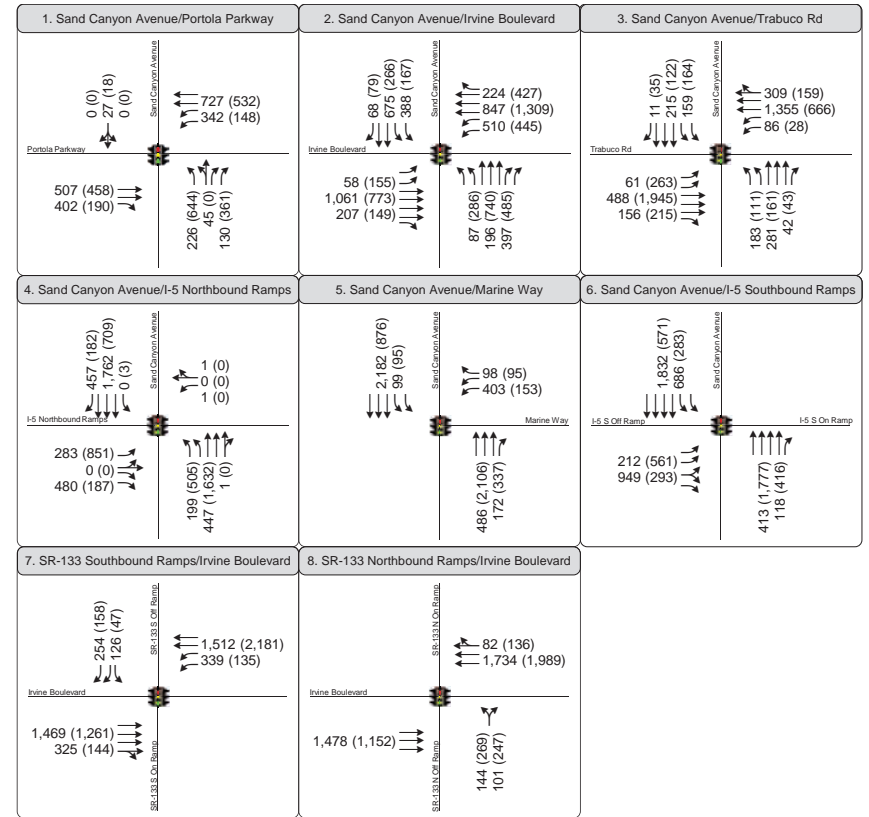 1. Sand Canyon Avenue/Portola Parkway
0 (0)
27 (18)
0 (0)
Sand Canyon Avenue
727 (532)
342 (148)
Portola Parkway
507 (458)
402 (190)
226 (644)
45 (0)
130 (361)
2. Sand Canyon Avenue/Irvine Boulevard
68 (79)
675 (266)
388 (167)
Sand Canyon Avenue
224 (427)
847 (1,309)
510 (445)
Irvine Boulevard
58 (155)
1,061 (773)
207 (149)
87 (286)
196 (740)
397 (485)
3. Sand Canyon Avenue/Trabuco Rd
11 (35)
215 (122)
159 (164)
Sand Canyon Avenue
309 (159)
1,355 (666)
86 (28)
Trabuco Rd
61 (263)
488 (1,945)
156 (215)
183 (111)
281 (161)
42 (43)
4. Sand Canyon Avenue/I-5 Northbound Ramps
457 (182)
1,762 (709)
0 (3)
Sand Canyon Avenue
1 (0)
0 (0)
1 (0)
I-5 Northbound Ramps
283 (851)
0 (0)
480 (187)
199 (505)
447 (1,632)
1 (0)
5. Sand Canyon Avenue/Marine Way
2,182 (876)
99 (95)
Sand Canyon Avenue
98 (95)
403 (153)
Marine Way
486 (2,106)
172 (337)
6. Sand Canyon Avenue/I-5 Southbound Ramps
1,832 (571)
686 (283)
Sand Canyon Avenue
I-5 S Off Ramp
I-5 S On Ramp
212 (561)
949 (293)
413 (1,777)
118 (416)
7. SR-133 Southbound Ramps/Irvine Boulevard
254 (158)
126 (47)
SR-133 S Off Ramp
1,512 (2,181)
339 (135)
Irvine Boulevard
1,469 (1,261)
325 (144)
SR-133 S On Ramp
8. SR-133 Northbound Ramps/Irvine Boulevard
SR-133 N On Ramp
82 (136)
1,734 (1,989)
Irvine Boulevard
1,478 (1,152)
SR-133 N Off Ramp
144 (269)
101 (247)